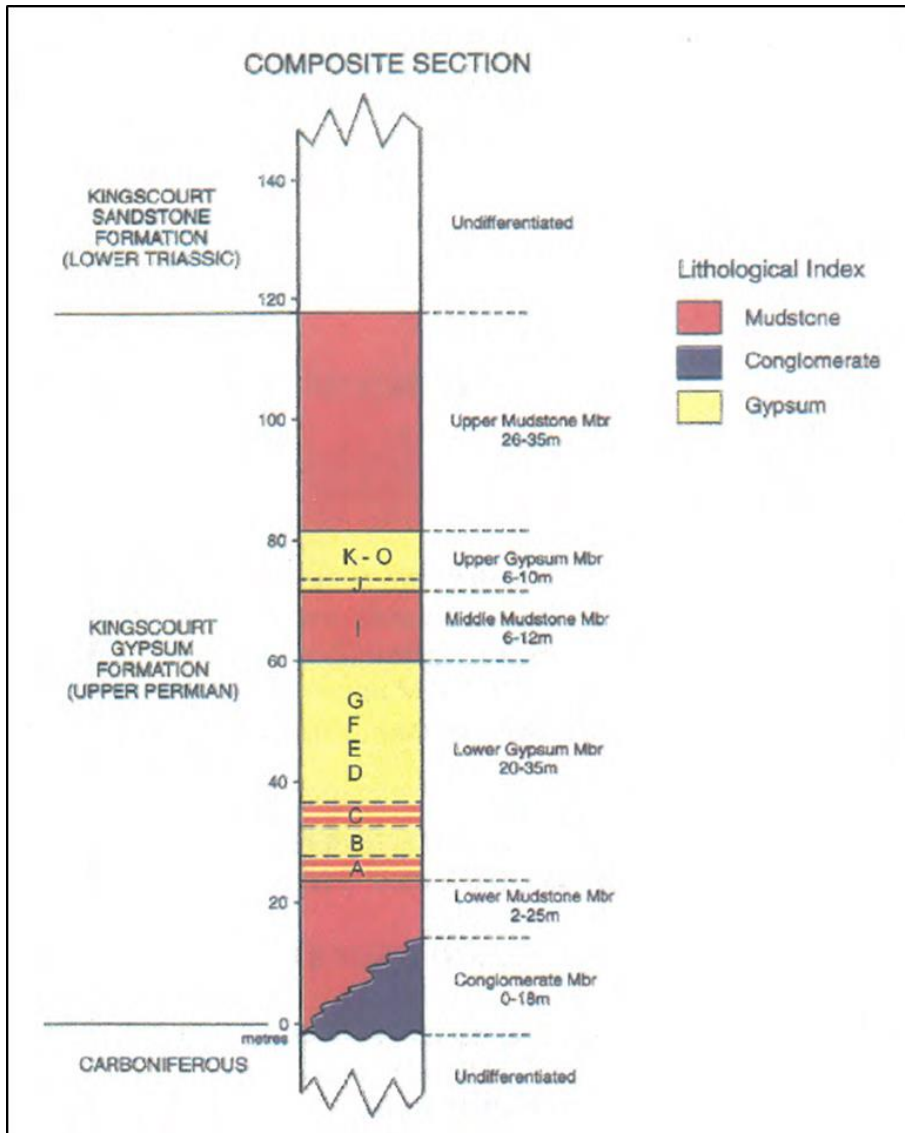 COMPOSITE SECTION
KINGSCOURT
SANDSTONE
FORMATION
(LOWER TRIASSIC)
KINGSCOURT
GYPSUM
FORMATION
(UPPER PERMIAN)
CARBONIFEROUS
140
120
100
80
60
40
20
0
metres
K - O
J
I
G
F
E
D
C
B
A
Undifferentiated
Upper Mudstone Mbr
26-35m
Upper Gypsum Mbr
6-10m
Middle Mudstone Mbr
6-12m
Lower Gypsum Mbr
20-35m
Lower Mudstone Mbr
2-25m
Conglomerate Mbr
0-18m
Undifferentiated
Lithological Index
Mudstone
Conglomerate
Gypsum